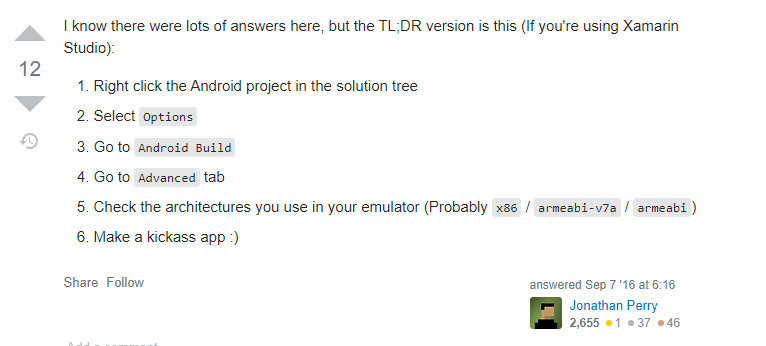 I know there were lots of answers here, but the TL;DR version is this (If you're using Xamarin
Studio):
12
1. Right click the Android project in the solution tree
2. Select Options
3. Go to Android Build
4. Go to Advanced tab
5. Check the architectures you use in your emulator (Probably x86 / armeabi-v7a / armeabi)
6. Make a kickass app :)
Share Follow
answered Sep 7 '16 at 6:16
Jonathan Perry
2,655 1 37 46
Add a comment